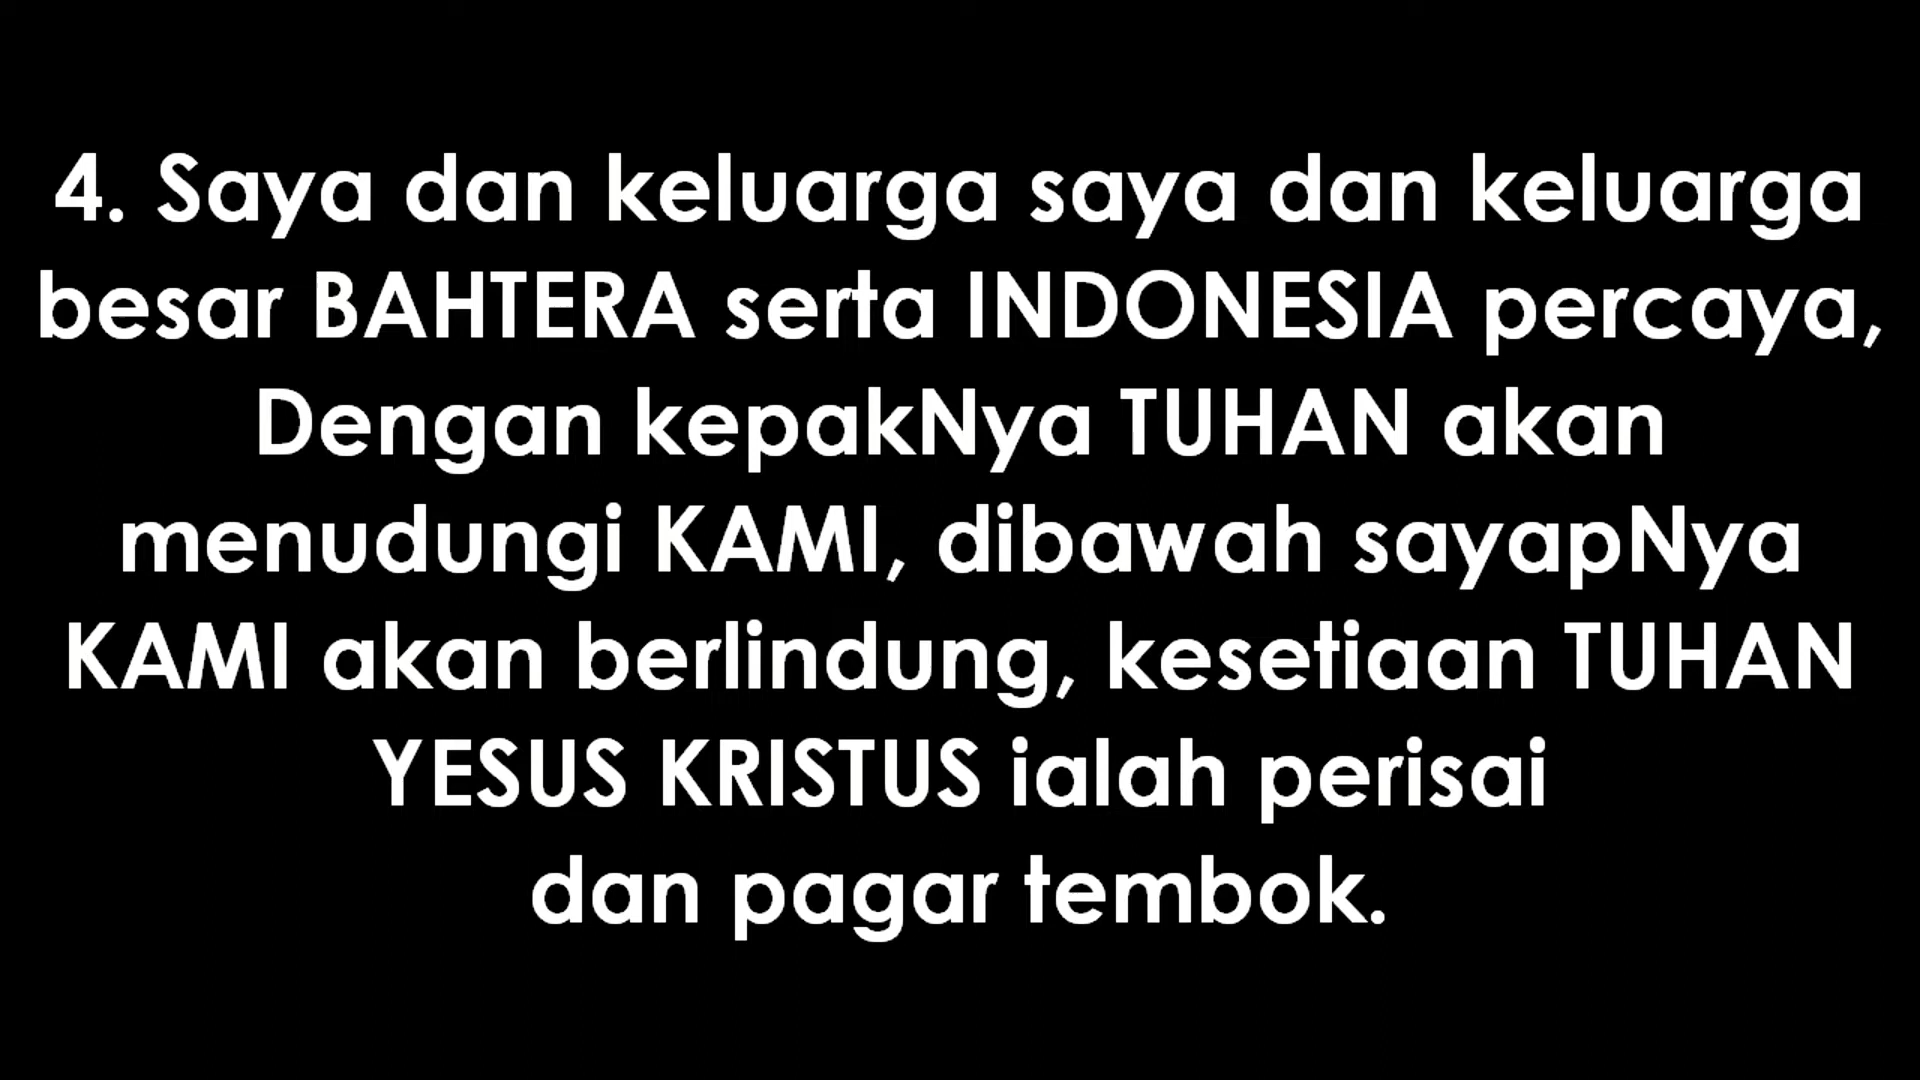 4. Saya dan keluarga saya dan keluarga
besar BAHTERA serta INDONESIA percaya,
Dengan kepakNya TUHAN akan
menudungi KAMI, dibawah sayapNya
KAMI akan berlindung, kesetiaan TUHAN
YESUS KRISTUS ialah perisai
dan pagar tembok.